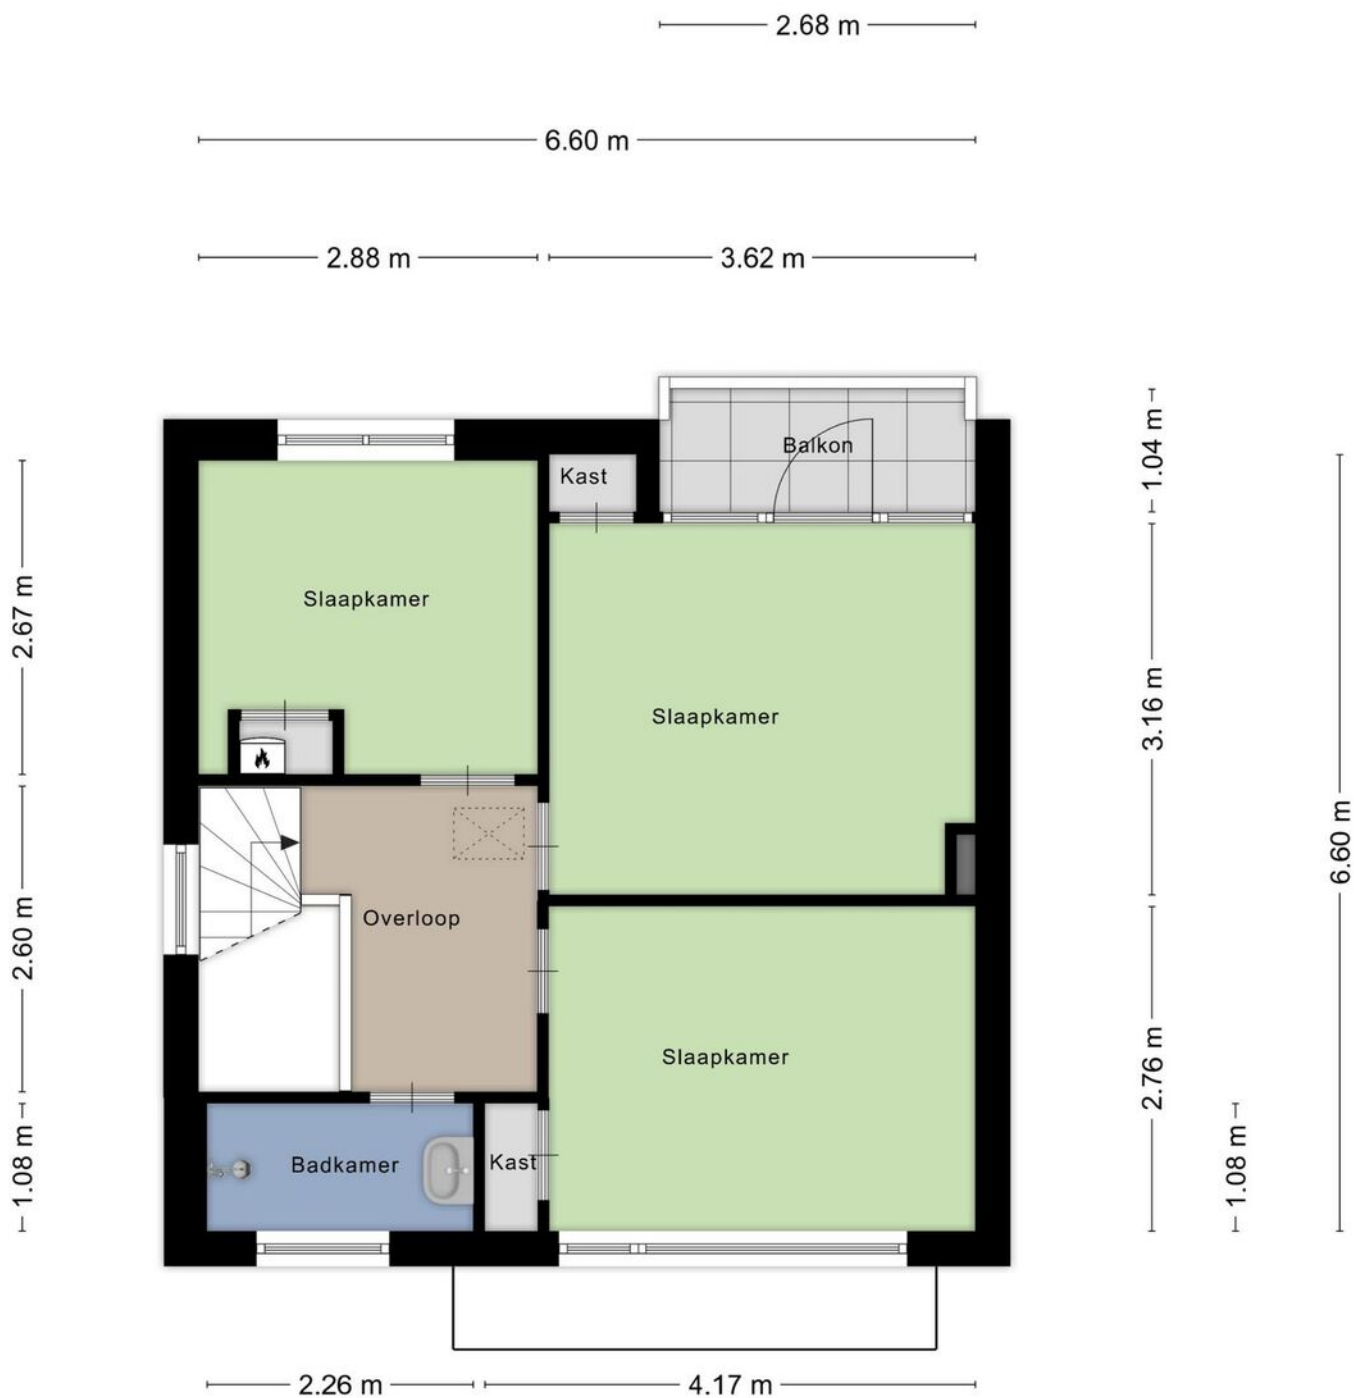 2.68 m
6.60 m
2.88 m
3.62 m
Balkon
Kast
1.04 m
Slaapkamer
2.67 m
Slaapkamer
3.16 m
6.60 m
Overloop
2.60 m
Slaapkamer
2.76 m
Badkamer
Kast
1.08 m
1.08 m
2.26 m
4.17 m